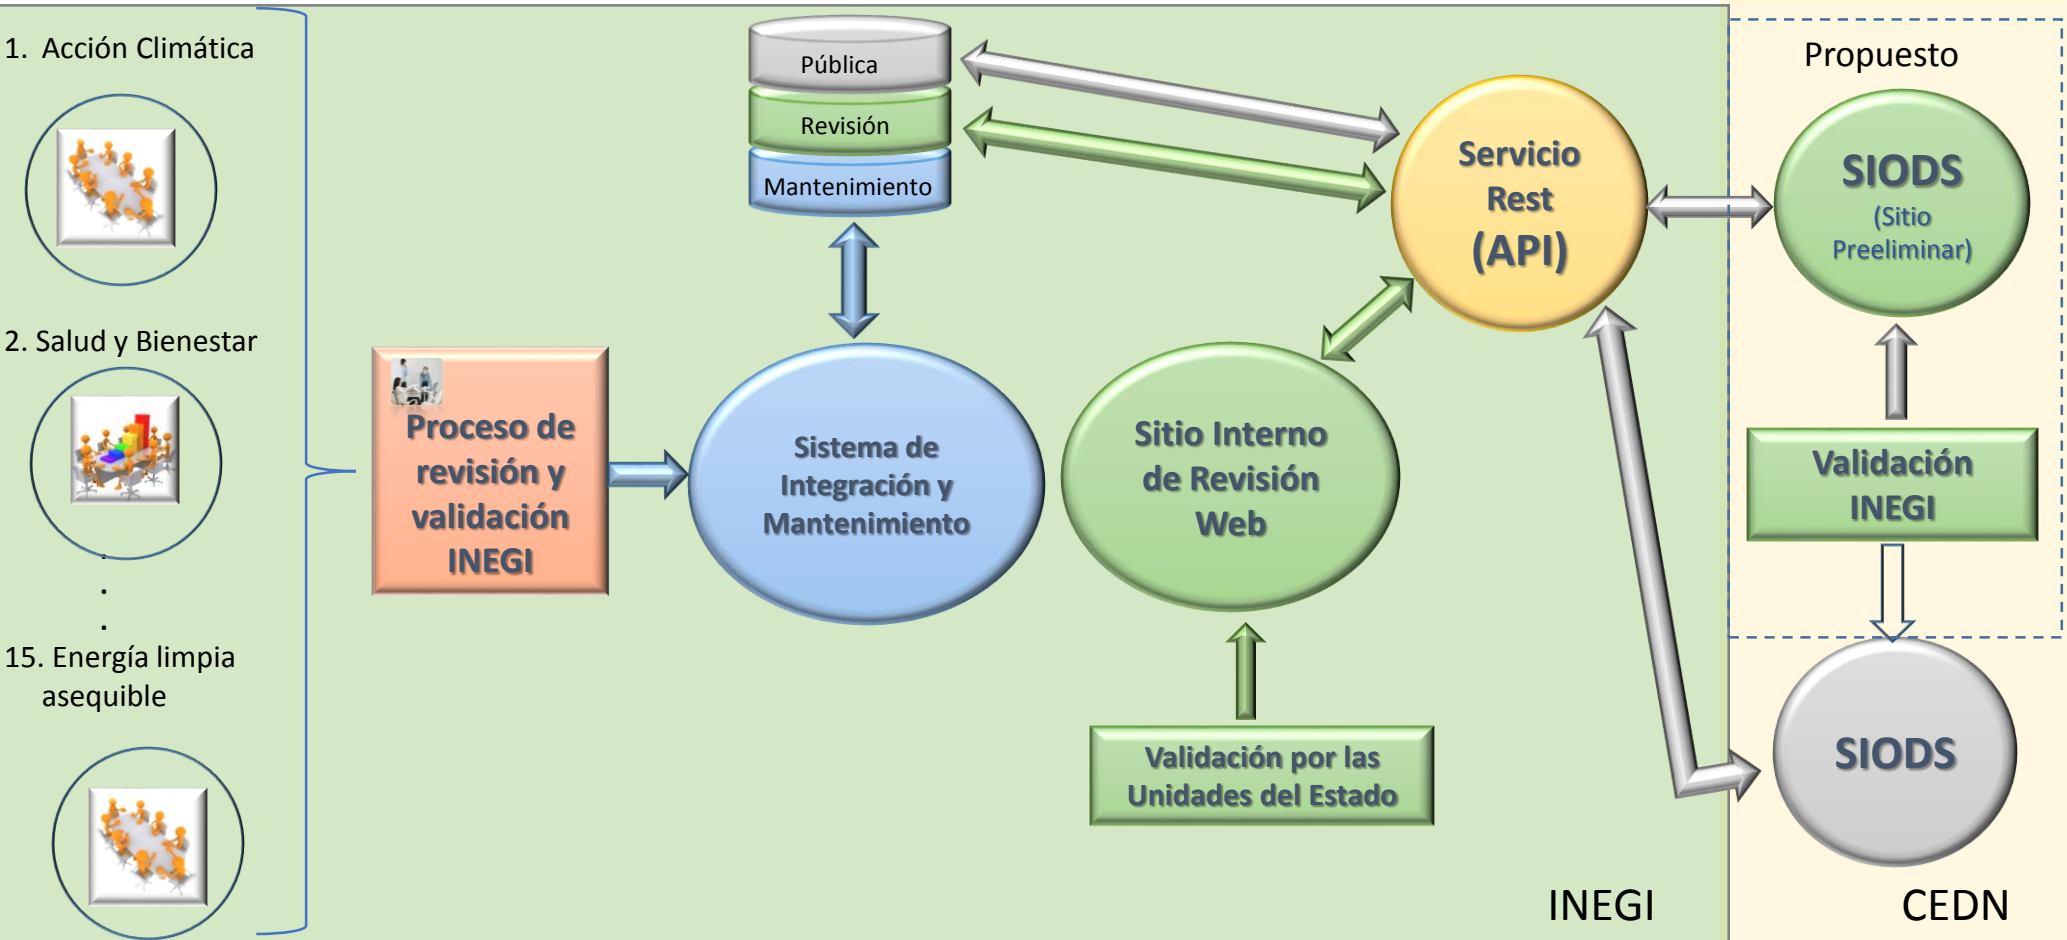 1. Acción Climática
2. Salud y Bienestar
.
.
.
15. Energía limpia
asequible
Proceso de
revisión y
validación
INEGI
Pública
Revisión
Mantenimiento
Sistema de
Integración y
Mantenimiento
Sitio Interno
de Revisión
Web
Validación por las
Unidades del Estado
Servicio
Rest
(API)
INEGI
Propuesto
SIODS
(Sitio
Preeliminar)
Validación
INEGI
SIODS
CEDN